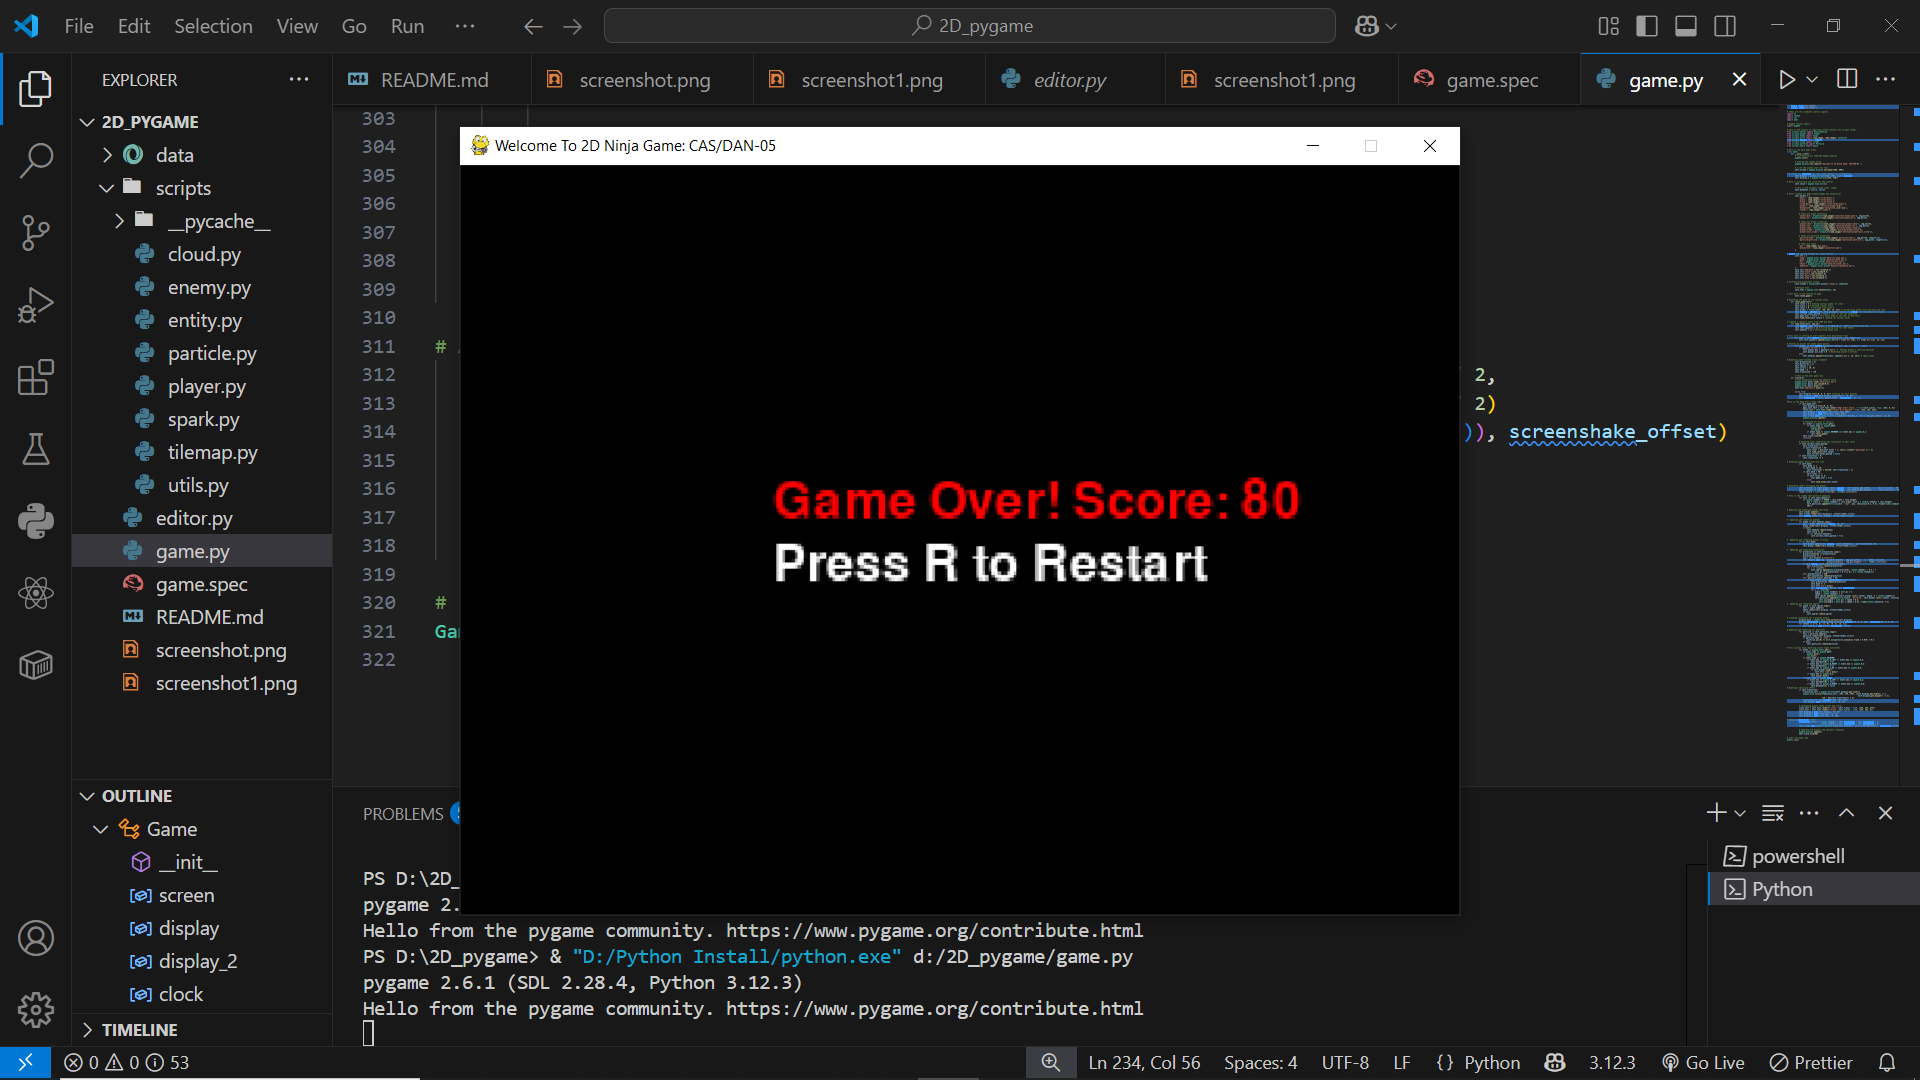 File Edit Selection View Go Run ···
2D_pygame
EXPLORER
README.md screenshot.png screenshot1.png editor.py screenshot1.png game.spec game.py
2D_PYGAME
data
scripts
__pycache__
cloud.py
enemy.py
entity.py
particle.py
player.py
spark.py
tilemap.py
utils.py
editor.py
game.py
game.spec
README.md
screenshot.png
screenshot1.png
OUTLINE
Game
__init__
screen
display
display_2
clock
TIMELINE
303
304
305
306
307
308
309
310
311 #
312 2,
313 2)
314 )), screenshake_offset)
315
316
317
318
319
320 #
321 Ga
322
Welcome To 2D Ninja Game: CAS/DAN-05
Game Over! Score: 80
Press R to Restart
PROBLEMS
PS D:\2D_
pygame 2.
Hello from the pygame community. https://www.pygame.org/contribute.html
PS D:\2D_pygame> & "D:/Python Install/python.exe" d:/2D_pygame/game.py
pygame 2.6.1 (SDL 2.28.4, Python 3.12.3)
Hello from the pygame community. https://www.pygame.org/contribute.html
powershell
Python
0 0 53
Ln 234, Col 56 Spaces: 4 UTF-8 LF {} Python 3.12.3 Go Live Prettier